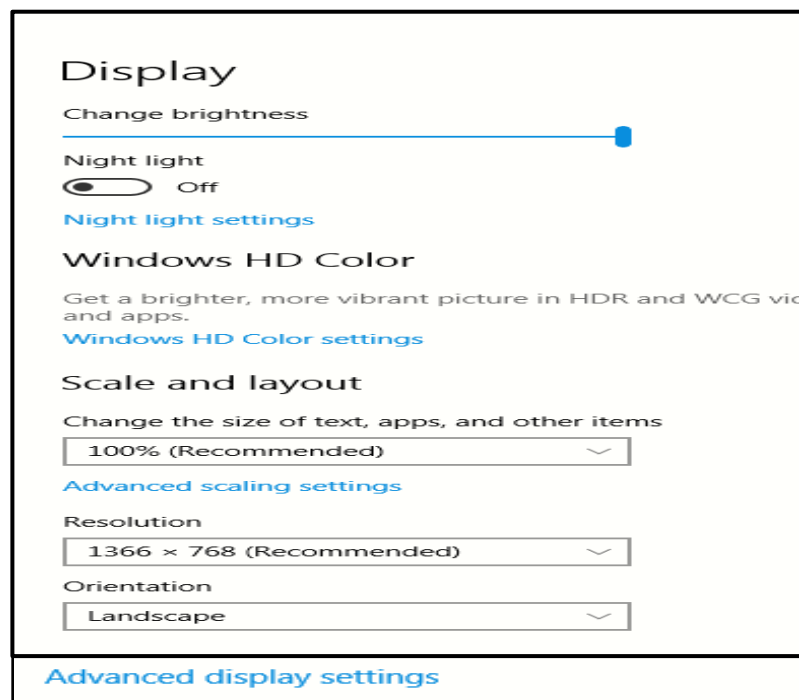 Display
Change brightness
Night light
Off
Night light settings
Windows HD Color
Get a brighter, more vibrant picture in HDR and WCG
and apps.
Windows HD Color settings
Scale and layout
Change the size of text, apps, and other items
100% (Recommended)
Advanced scaling settings
Resolution
1366 × 768 (Recommended)
Orientation
Landscape
Advanced display settings